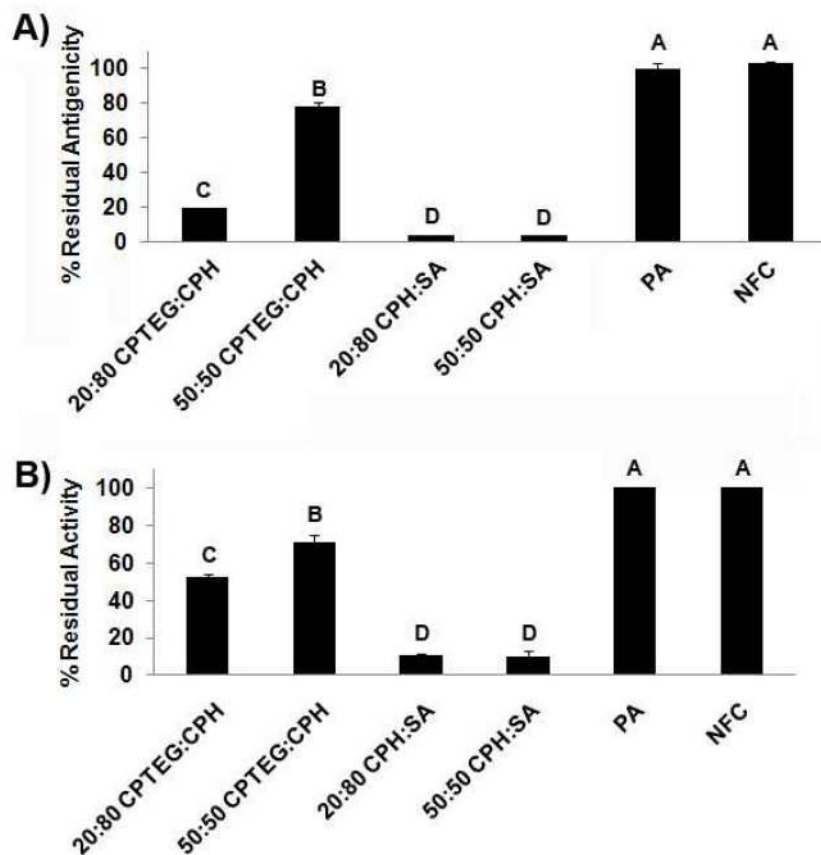 A)
% Residual Antigenicity
100
80
60
40
20
0
C
B
D
D
A
A
20:80 CPTEG:CPH
50:50 CPTEG:CPH
20:80 CPH:SA
50:50 CPH:SA
PA
NFC
B)
% Residual Activity
100
80
60
40
20
0
C
B
D
D
A
A
20:80 CPTEG:CPH
50:50 CPTEG:CPH
20:80 CPH:SA
50:50 CPH:SA
PA
NFC